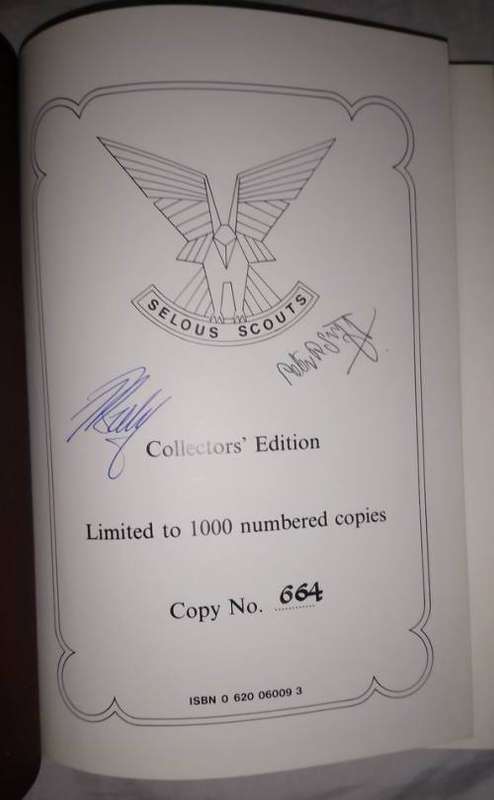 SELOUS SCOUTS
Collectors' Edition
Limited to 1000 numbered copies
Copy No. 664
ISBN 0 620 06009 3